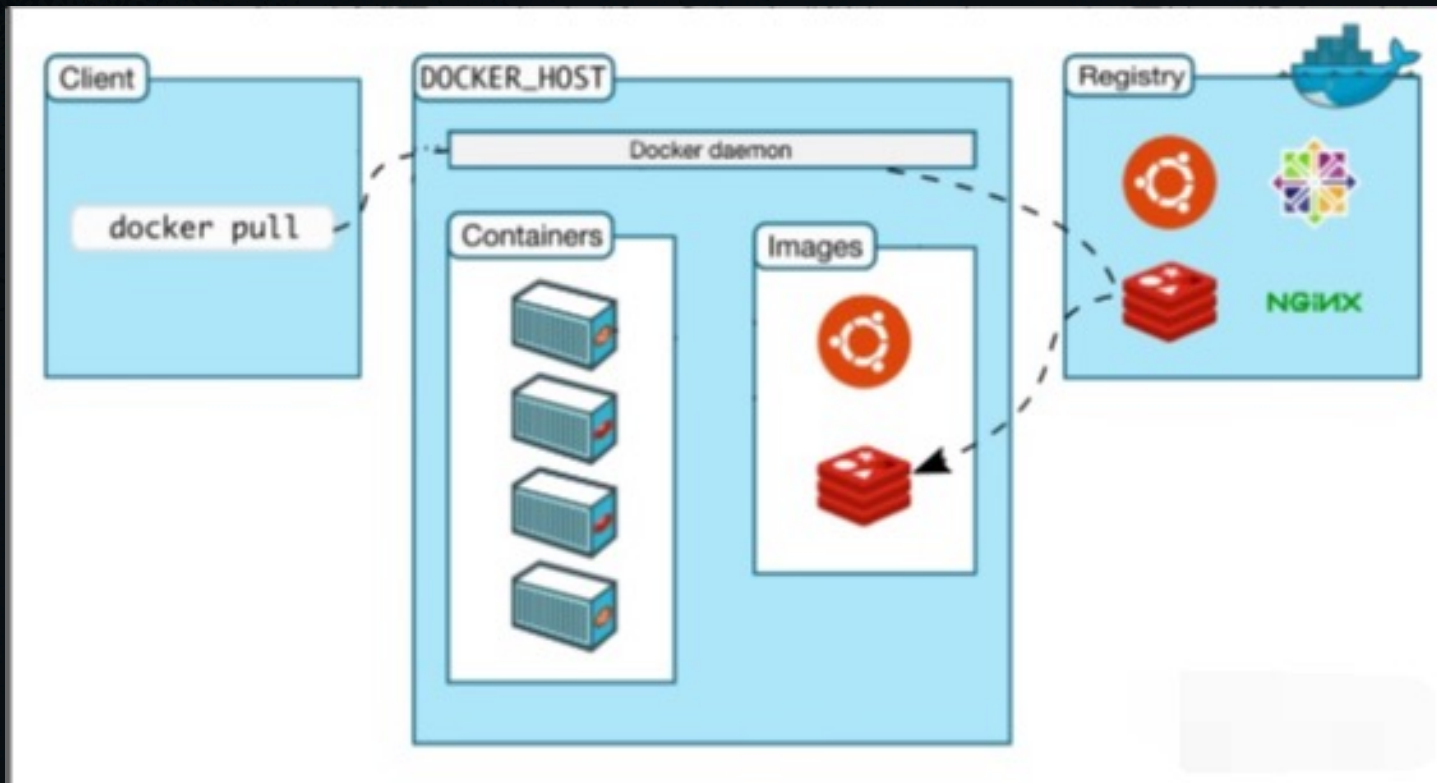 Client
docker pull
DOCKER_HOST
Docker daemon
Containers
Images
Registry
NGiNX